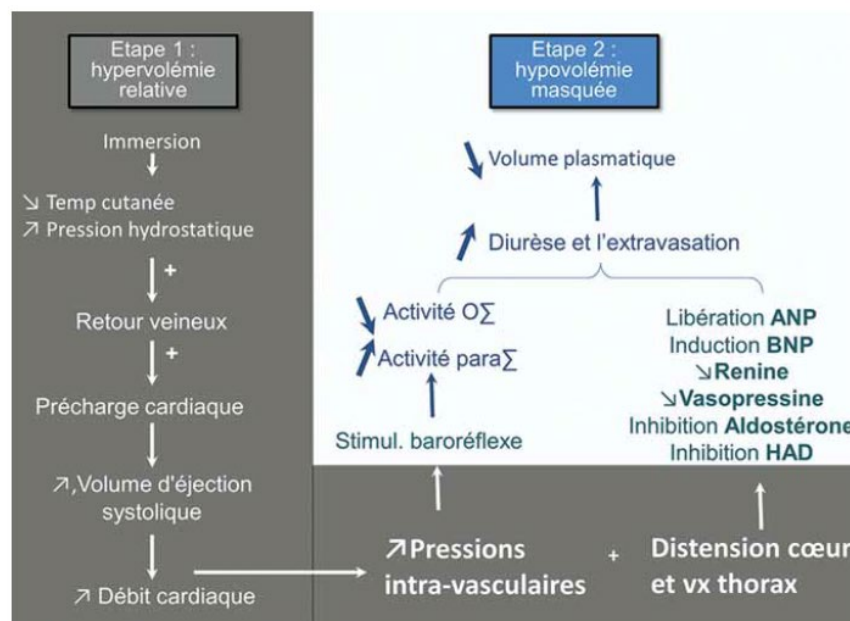 Etape 1 :
hypervolémie
relative
Immersion
↘ Temp cutanée
↗ Pression hydrostatique
+
Retour veineux
+
Précharge cardiaque
↗,Volume d'éjection
systolique
↗ Débit cardiaque
Etape 2 :
hypovolémie
masquée
Volume plasmatique
Diurèse et l'extravasation
Activité O∑
Activité para∑
Stimul. baroréflexe
Libération ANP
Induction BNP
↘Renine
↘Vasopressine
Inhibition Aldostérone
Inhibition HAD
↗Pressions
intra-vasculaires
+
Distension cœur
et vx thorax